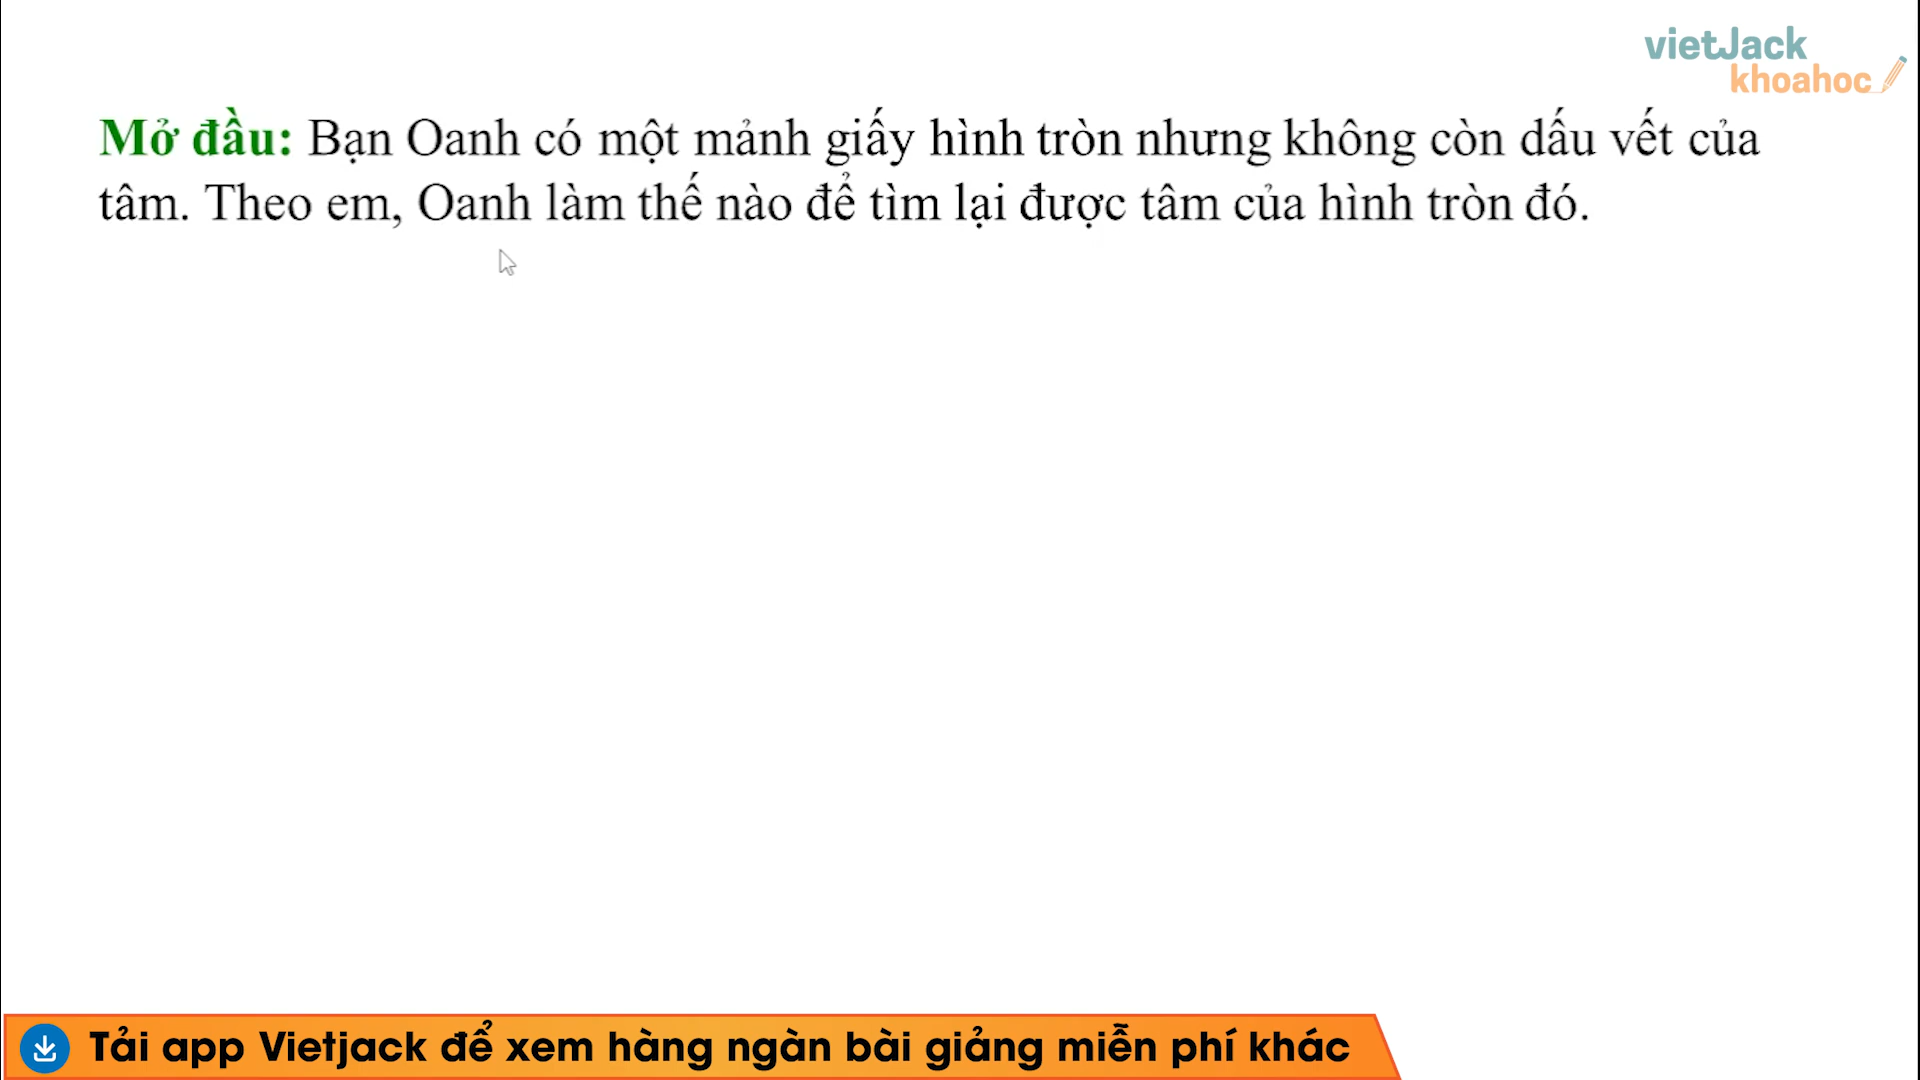 vietJack
khoahoc
Mở đầu: Bạn Oanh có một mảnh giấy hình tròn nhưng không còn dấu vết của
tâm. Theo em, Oanh làm thế nào để tìm lại được tâm của hình tròn đó.
Tải app Vietjack để xem hàng ngàn bài giảng miễn phí khác